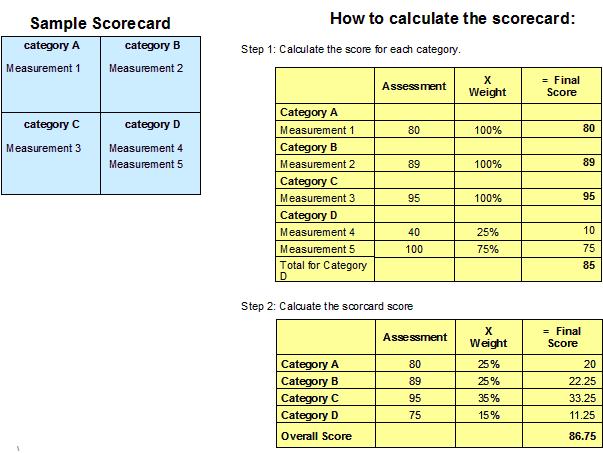 Sample Scorecard
category A category B
Measurement 1 Measurement 2
category C category D
Measurement 3 Measurement 4
Measurement 5
How to calculate the scorecard:
Step 1: Calculate the score for each category.
Assessment X Weight = Final Score
Category A
Measurement 1 80 100% 80
Category B
Measurement 2 89 100% 89
Category C
Measurement 3 95 100% 95
Category D
Measurement 4 40 25% 10
Measurement 5 100 75% 75
Total for Category D 85
Step 2: Calcuate the scorcard score
Assessment X Weight = Final Score
Category A 80 25% 20
Category B 89 25% 22.25
Category C 95 35% 33.25
Category D 75 15% 11.25
Overall Score 86.75
\